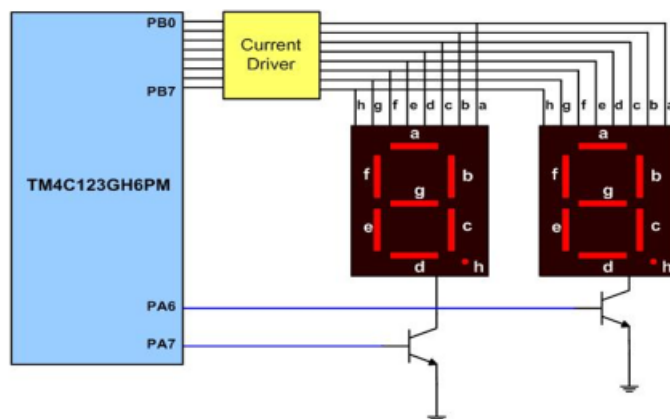 PB0
Current
Driver
PB7
h g f e d c b a
h g f e d c b a
TM4C123GH6PM
a
f b
g
e c
d h
a
f b
g
e c
d h
PA6
PA7